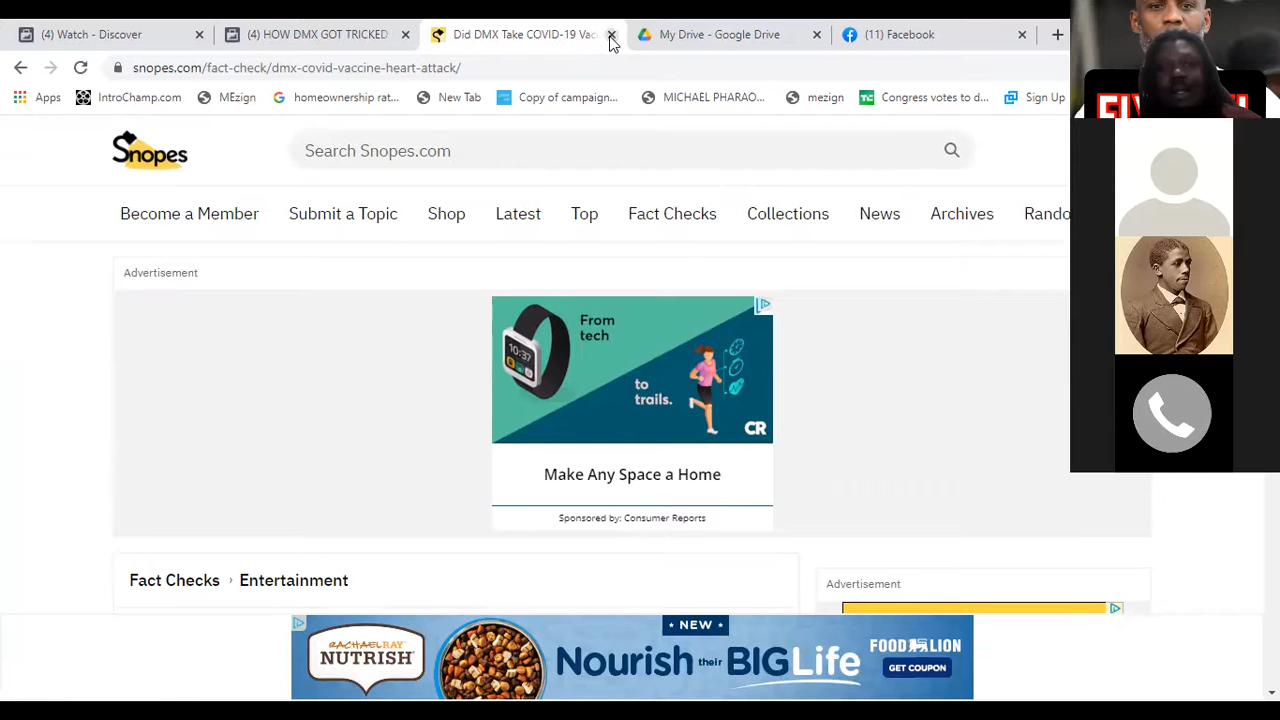 (4) Watch - Discover
(4) HOW DMX GOT TRICKED
Did DMX Take COVID-19 Vacc
My Drive - Google Drive
(11) Facebook
snopes.com/fact-check/dmx-covid-vaccine-heart-attack/
Apps
IntroChamp.com
MEzign
homeownership rat...
New Tab
Copy of campaign...
MICHAEL PHARAO...
mezign
Congress votes to d...
Sign Up
Snopes
Search Snopes.com
Become a Member
Submit a Topic
Shop
Latest
Top
Fact Checks
Collections
News
Archives
Rando
Advertisement
From
tech
10:37
to
trails.
CR
Make Any Space a Home
Sponsored by: Consumer Reports
Fact Checks › Entertainment
Advertisement
RACHAEL RAY
NUTRISH
NEW
Nourish their BIG Life
FOOD LION
GET COUPON